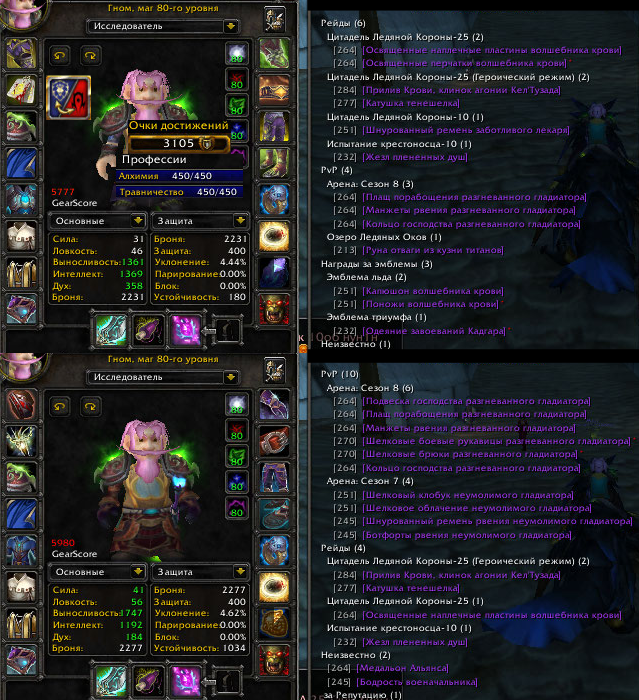 Гном, маг 80-го уровня
Исследователь
80
80
80
80
Очки достижений
3105
Профессии
Алхимия 450/450
Травничество 450/450
5777
GearScore
Основные
Защита
Сила: 31
Ловкость: 46
Выносливость: 1361
Интеллект: 1369
Дух: 358
Броня: 2231
Броня: 2231
Защита: 400
Уклонение: 4.44%
Парирование: 0.00%
Блок: 0.00%
Устойчивость: 180
Рейды (6)
Цитадель Ледяной Короны-25 (2)
[264] [Освященные наплечные пластины волшебника крови]
[264] [Освященные перчатки волшебника крови]
Цитадель Ледяной Короны-25 (Героический режим) (2)
[284] [Прилив Крови, клинок агонии Кел'Тузада]
[277] [Катушка тенешелка]
Цитадель Ледяной Короны-10 (1)
[251] [Шнурованный ремень заботливого лекаря]
Испытание крестоносца-10 (1)
[232] [Жезл плененных душ]
PvP (4)
Арена: Сезон 8 (3)
[264] [Плащ порабощения разгневанного гладиатора]
[264] [Манжеты рвения разгневанного гладиатора]
[264] [Кольцо господства разгневанного гладиатора]
Озеро Ледяных Оков (1)
[213] [Руна отваги из кузни титанов]
Награды за эмблемы (3)
Эмблема льда (2)
[251] [Капюшон волшебника крови]
[251] [Поножи волшебника крови]
Эмблема триумфа (1)
[232] [Одеяние завоеваний Кадгара]
Неизвестно (1)
Гном, маг 80-го уровня
Исследователь
80
80
80
80
5980
GearScore
Основные
Защита
Сила: 41
Ловкость: 56
Выносливость: 1747
Интеллект: 1192
Дух: 184
Броня: 2277
Броня: 2277
Защита: 400
Уклонение: 4.62%
Парирование: 0.00%
Блок: 0.00%
Устойчивость: 1034
PvP (10)
Арена: Сезон 8 (6)
[264] [Подвеска господства разгневанного гладиатора]
[264] [Плащ порабощения разгневанного гладиатора]
[264] [Манжеты рвения разгневанного гладиатора]
[270] [Шелковые боевые рукавицы разгневанного гладиатора]
[270] [Шелковые брюки разгневанного гладиатора]
[264] [Кольцо господства разгневанного гладиатора]
Арена: Сезон 7 (4)
[251] [Шелковый клобук неумолимого гладиатора]
[251] [Шелковое облачение неумолимого гладиатора]
[245] [Шнурованный ремень рвения неумолимого гладиатора]
[245] [Ботфорты рвения неумолимого гладиатора]
Рейды (4)
Цитадель Ледяной Короны-25 (Героический режим) (2)
[284] [Прилив Крови, клинок агонии Кел'Тузада]
[277] [Катушка тенешелка]
Цитадель Ледяной Короны-25 (1)
[264] [Освященные наплечные пластины волшебника крови]
Испытание крестоносца-10 (1)
[232] [Жезл плененных душ]
Неизвестно (2)
[264] [Медальон Альянса]
[245] [Бодрость военачальника]
за Репутацию (1)